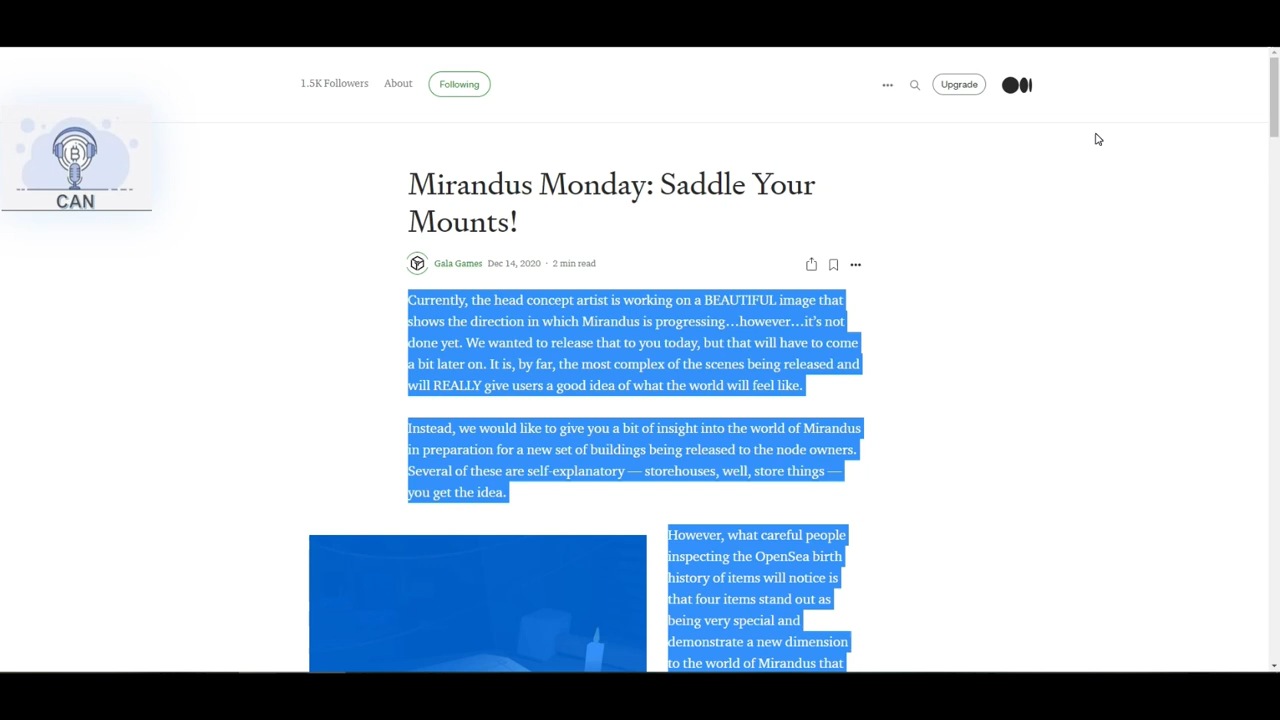 1.5K Followers About Following
Upgrade
CAN
Mirandus Monday: Saddle Your
Mounts!
Gala Games Dec 14, 2020 · 2 min read
Currently, the head concept artist is working on a BEAUTIFUL image that
shows the direction in which Mirandus is progressing…however…it’s not
done yet. We wanted to release that to you today, but that will have to come
a bit later on. It is, by far, the most complex of the scenes being released and
will REALLY give users a good idea of what the world will feel like.
Instead, we would like to give you a bit of insight into the world of Mirandus
in preparation for a new set of buildings being released to the node owners.
Several of these are self-explanatory — storehouses, well, store things —
you get the idea.
However, what careful people
inspecting the OpenSea birth
history of items will notice is
that four items stand out as
being very special and
demonstrate a new dimension
to the world of Mirandus that